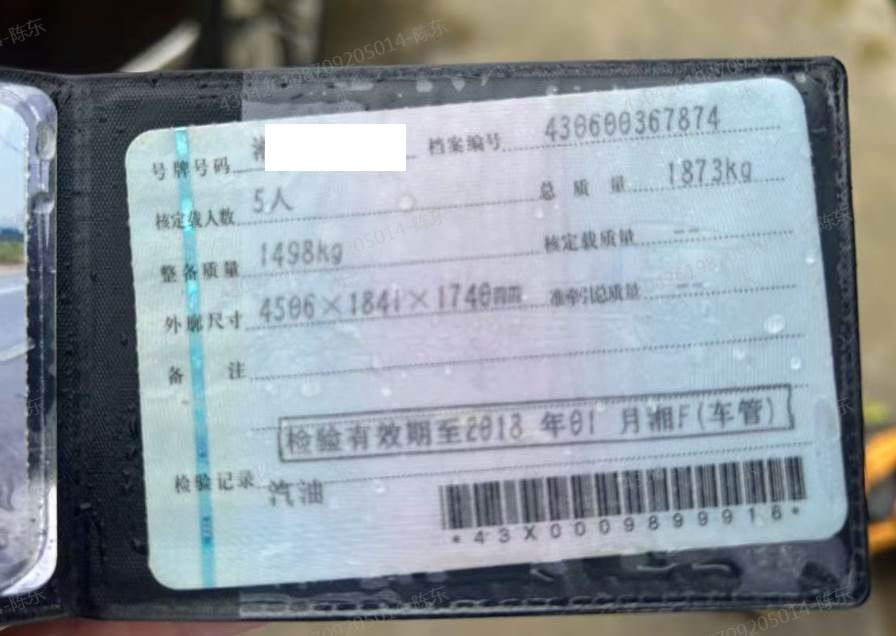 号牌号码 档案编号 430600367874
核定载人数 5人 总质量 1873kg
整备质量 1498kg 核定载质量 --
外廓尺寸 4506×1841×1740mm 准牵引总质量 --
备注
检验有效期至2018年01月湘F(车管)
检验记录 汽油
*43X0009899918*